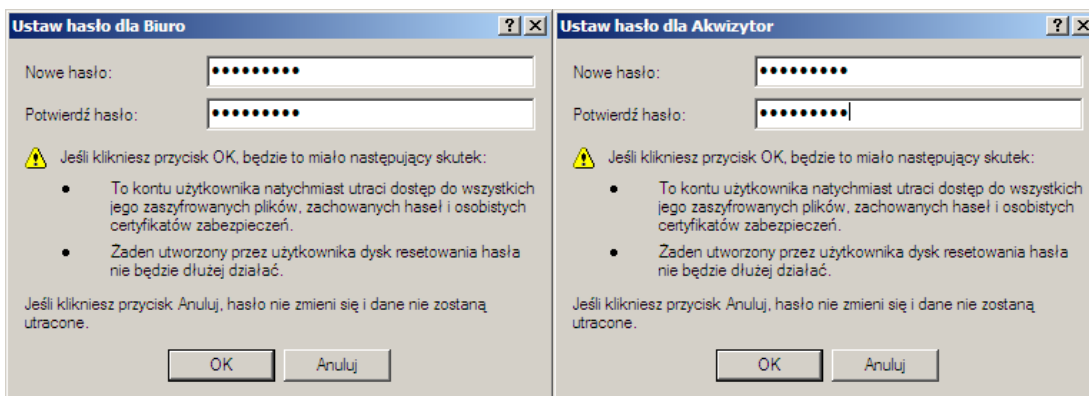 Ustaw hasło dla Biuro
Nowe hasło:
Potwierdź hasło:
Jeśli klikniesz przycisk OK, będzie to miało następujący skutek:
To kontu użytkownika natychmiast utraci dostęp do wszystkich
jego zaszyfrowanych plików, zachowanych haseł i osobistych
certyfikatów zabezpieczeń.
Żaden utworzony przez użytkownika dysk resetowania hasła
nie będzie dłużej działać.
Jeśli klikniesz przycisk Anuluj, hasło nie zmieni się i dane nie zostaną
utracone.
OK Anuluj
Ustaw hasło dla Akwizytor
Nowe hasło:
Potwierdź hasło:
Jeśli klikniesz przycisk OK, będzie to miało następujący skutek:
To kontu użytkownika natychmiast utraci dostęp do wszystkich
jego zaszyfrowanych plików, zachowanych haseł i osobistych
certyfikatów zabezpieczeń.
Żaden utworzony przez użytkownika dysk resetowania hasła
nie będzie dłużej działać.
Jeśli klikniesz przycisk Anuluj, hasło nie zmieni się i dane nie zostaną
utracone.
OK Anuluj